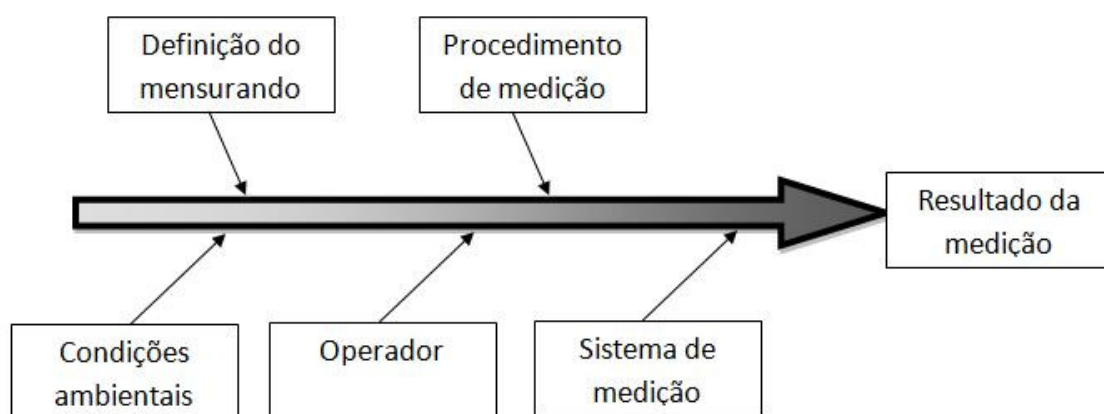 Definição do
mensurando
Procedimento
de medição
Resultado da
medição
Condições
ambientais
Operador
Sistema de
medição